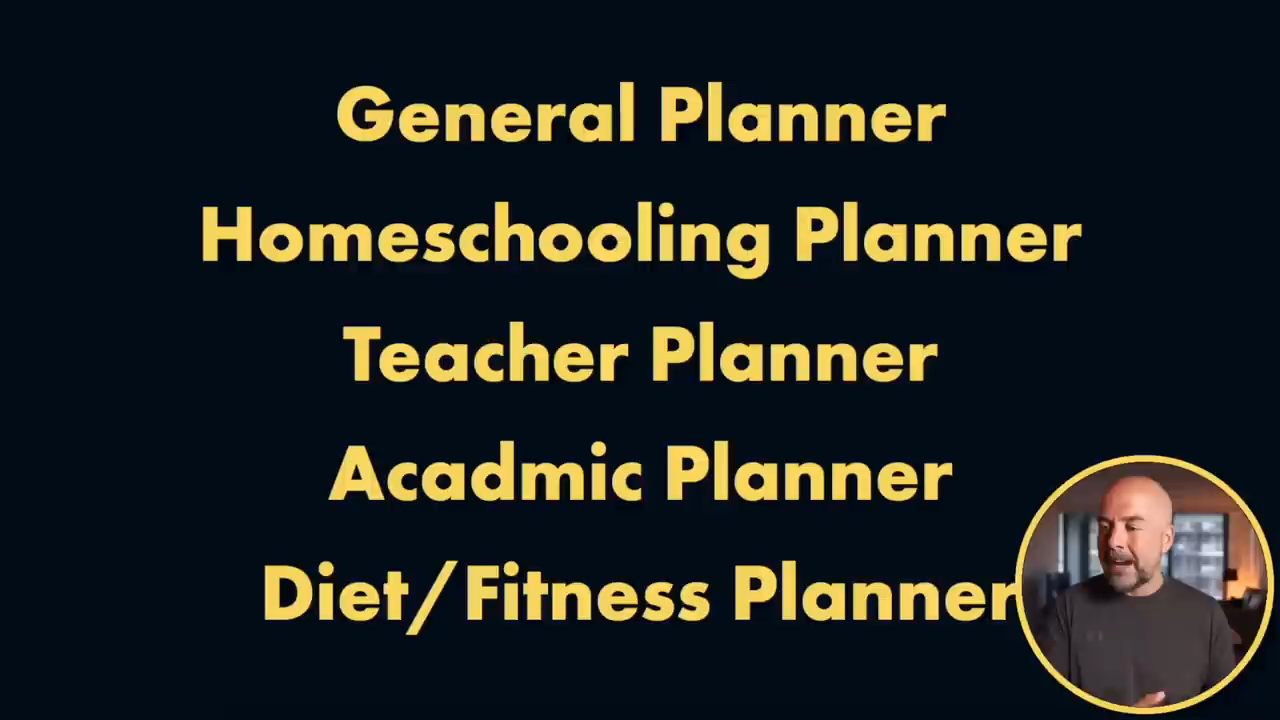 General Planner
Homeschooling Planner
Teacher Planner
Acadmic Planner
Diet/Fitness Planner